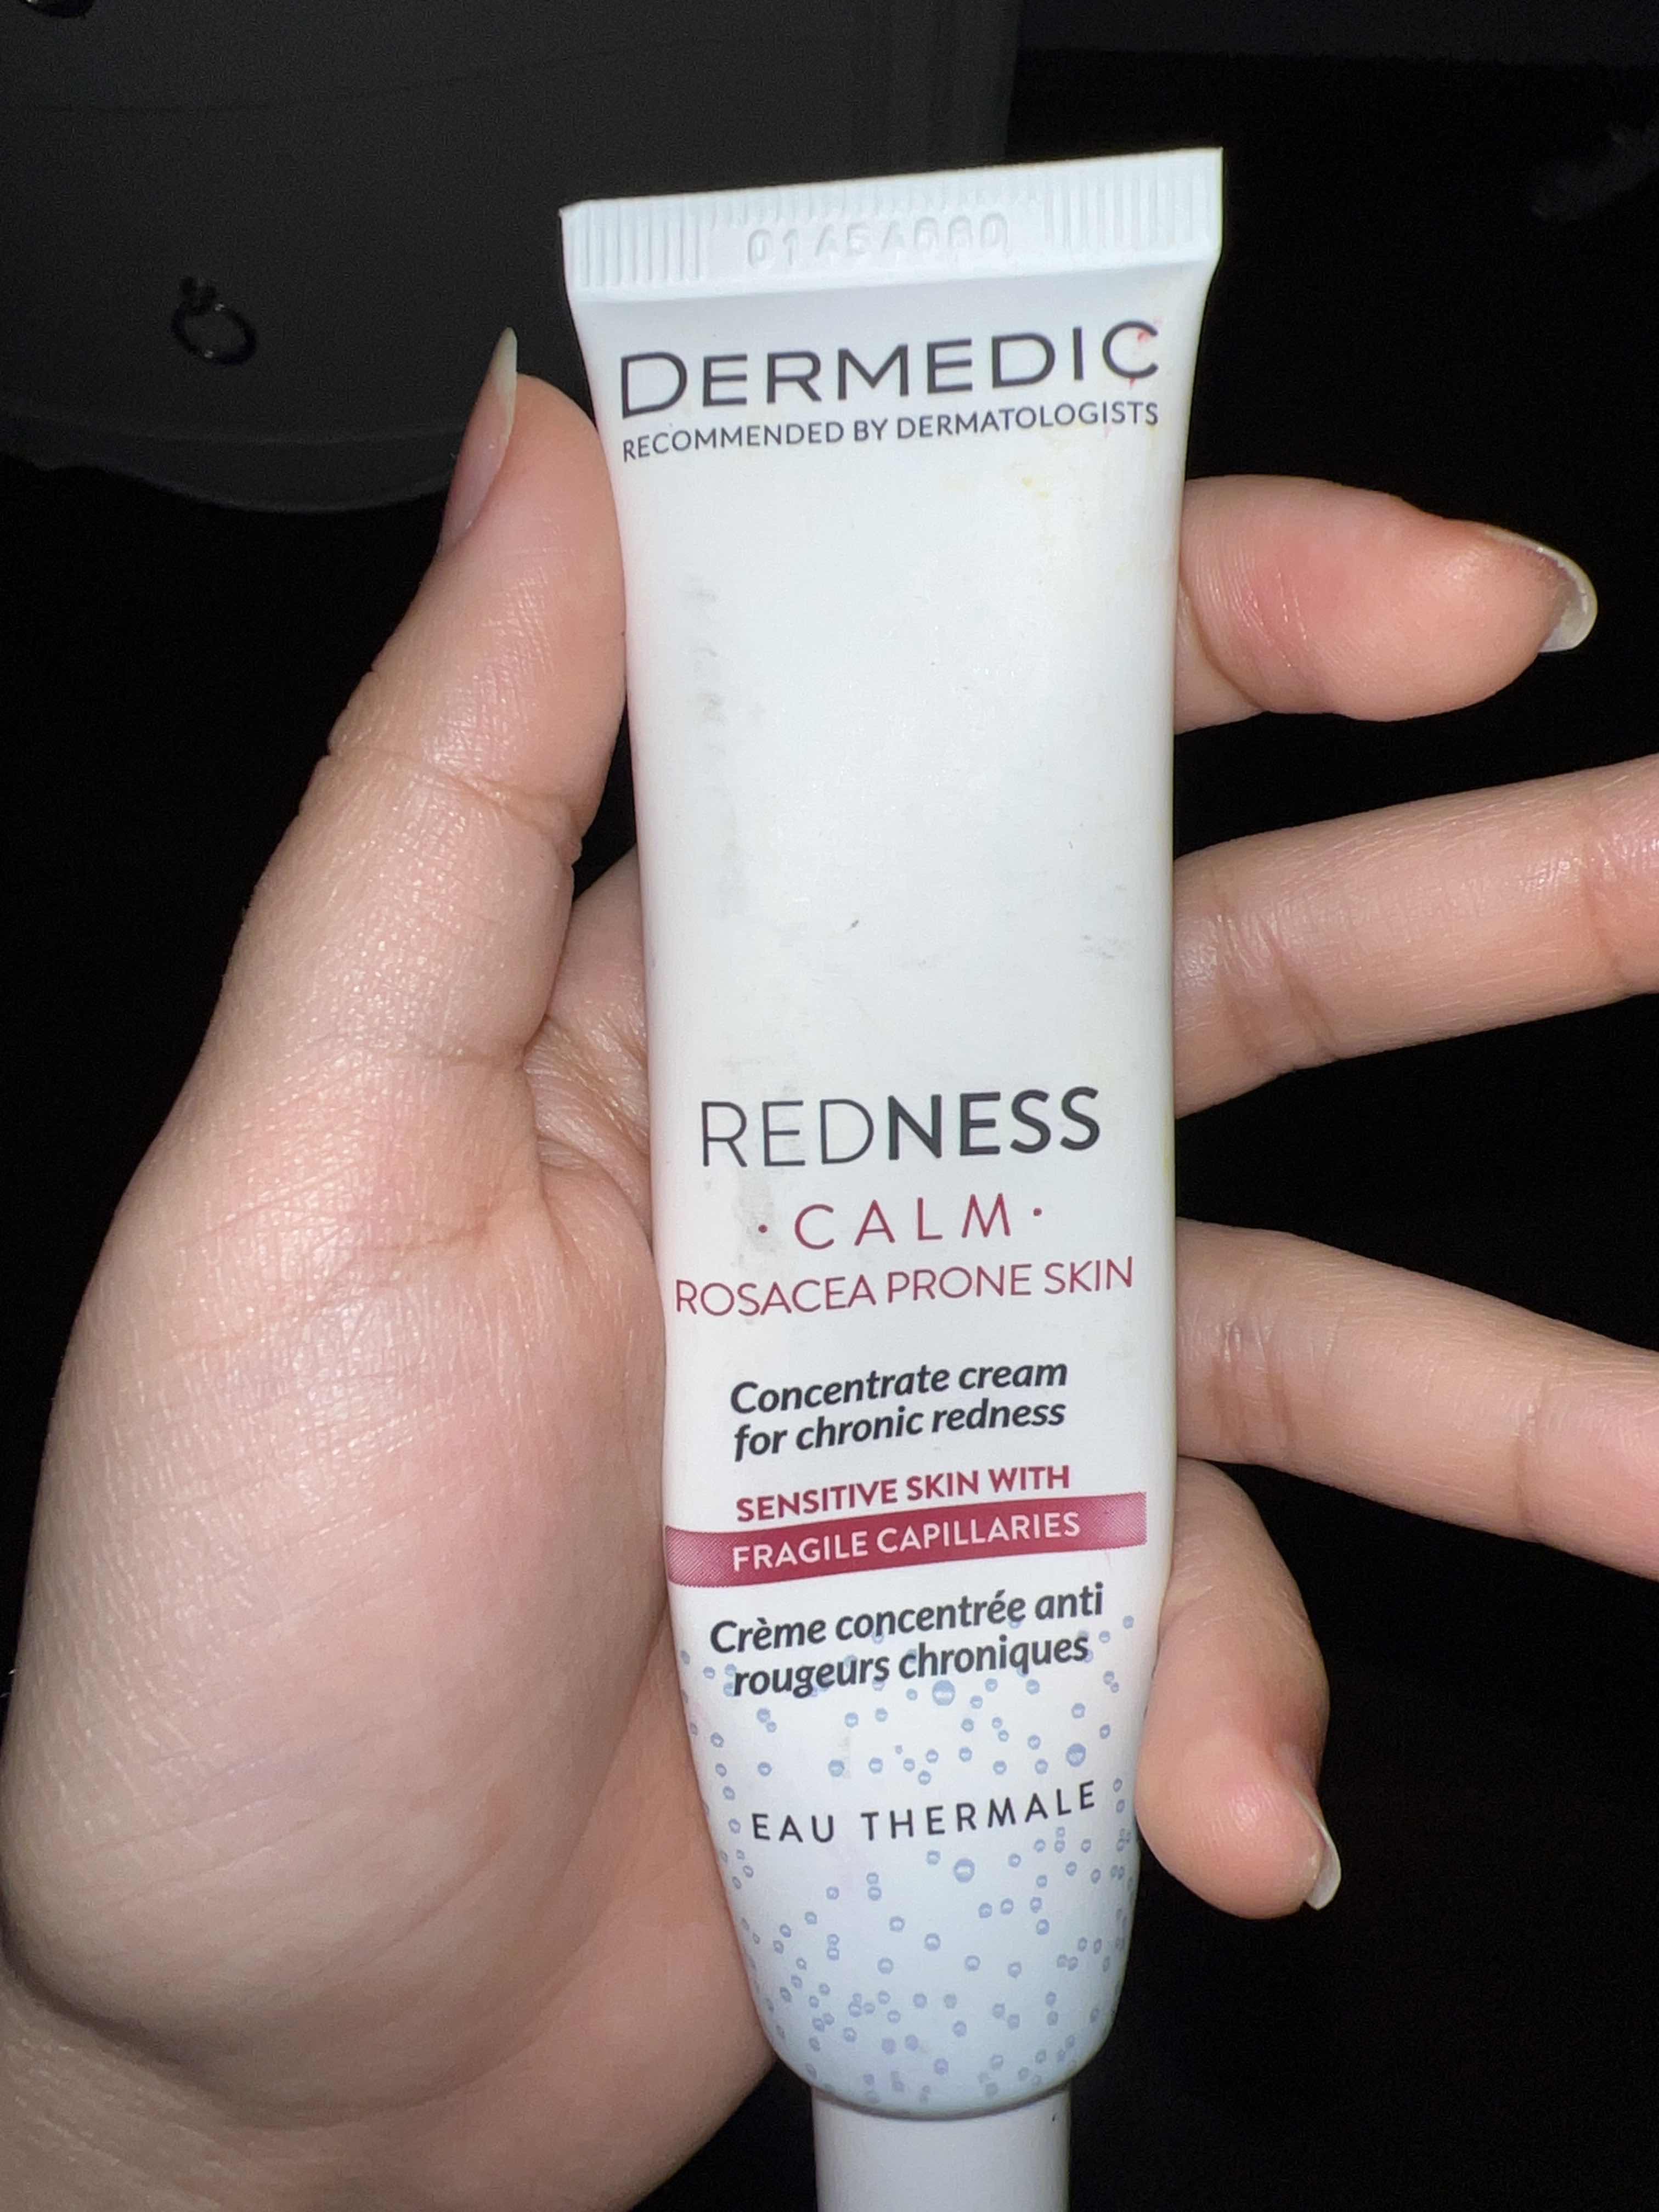 DERMEDIC
RECOMMENDED BY DERMATOLOGISTS
REDNESS
· CALM ·
ROSACEA PRONE SKIN
Concentrate cream
for chronic redness
SENSITIVE SKIN WITH
FRAGILE CAPILLARIES
Crème concentrée anti
rougeurs chroniques
EAU THERMALE